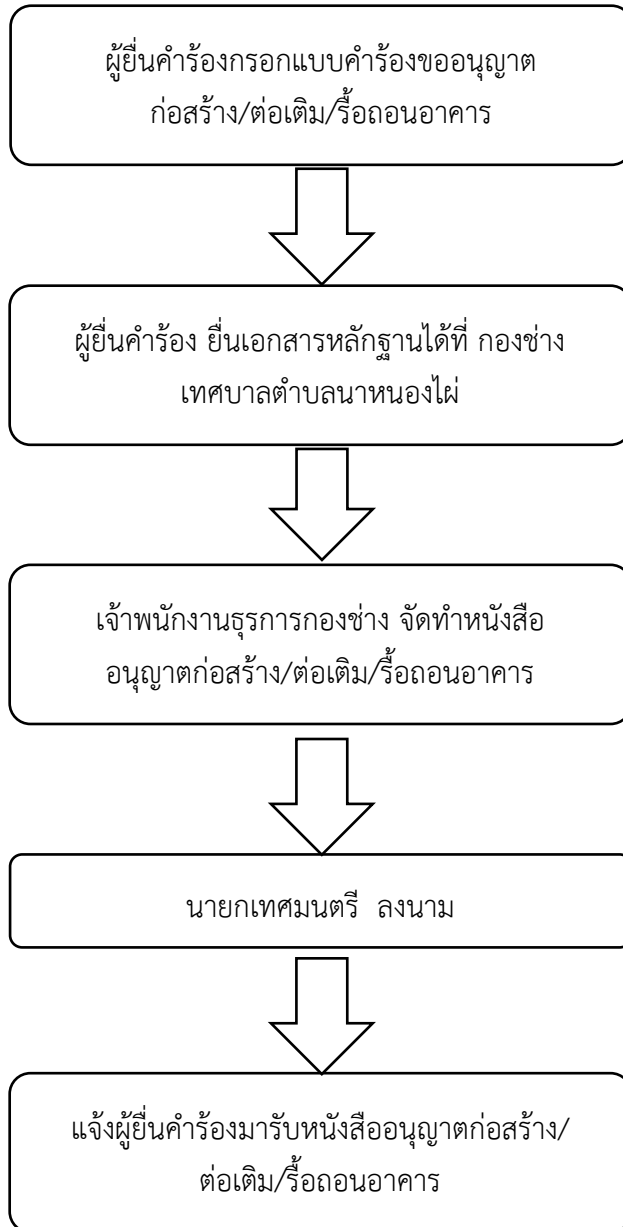 ผู้ยื่นคำร้องกรอกแบบคำร้องขออนุญาต
ก่อสร้าง/ต่อเติม/รื้อถอนอาคาร
ผู้ยื่นคำร้อง ยื่นเอกสารหลักฐานได้ที่ กองช่าง
เทศบาลตำบลนาหนองไผ่
เจ้าพนักงานธุรการกองช่าง จัดทำหนังสือ
อนุญาตก่อสร้าง/ต่อเติม/รื้อถอนอาคาร
นายกเทศมนตรี ลงนาม
แจ้งผู้ยื่นคำร้องมารับหนังสืออนุญาตก่อสร้าง/
ต่อเติม/รื้อถอนอาคาร